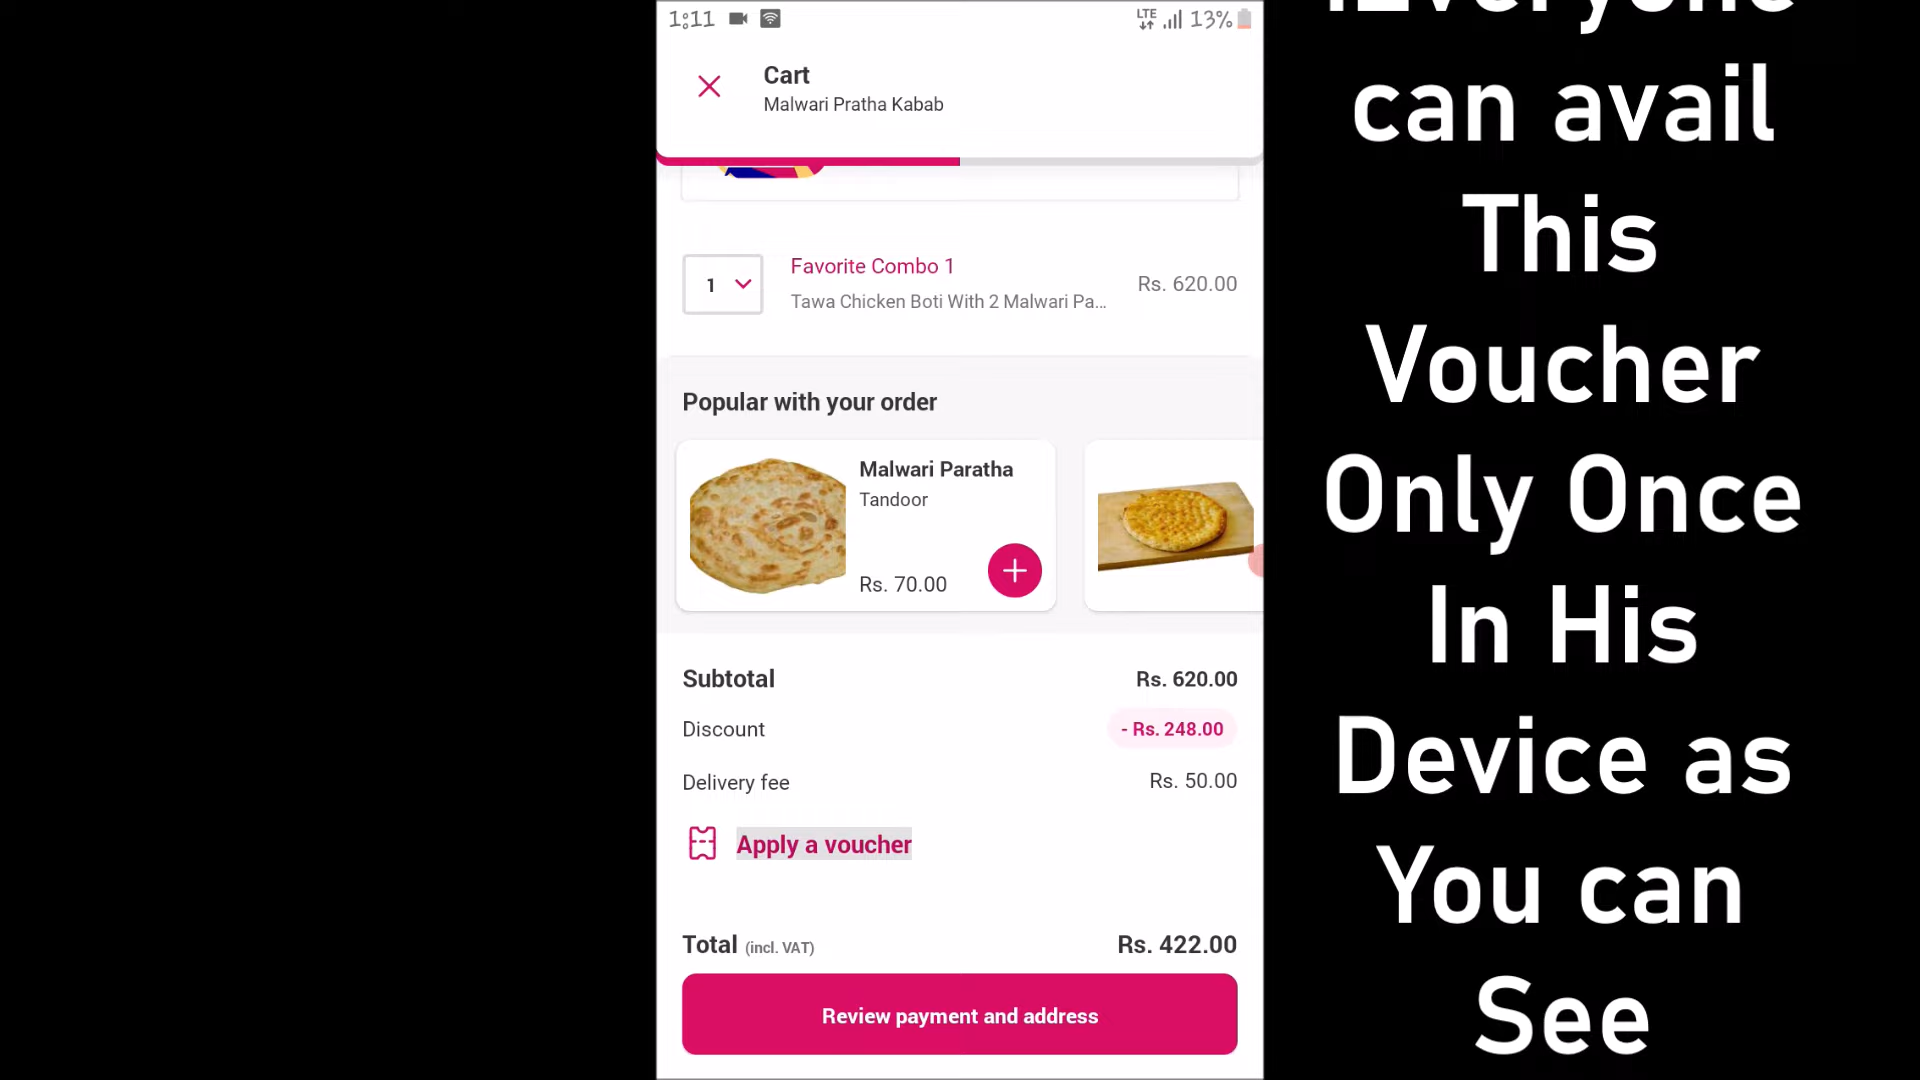 1:11
LTE
13%
Cart
Malwari Pratha Kabab
1
Favorite Combo 1
Rs. 620.00
Tawa Chicken Boti With 2 Malwari Pa...
Popular with your order
Malwari Paratha
Tandoor
Rs. 70.00
Subtotal
Rs. 620.00
Discount
- Rs. 248.00
Delivery fee
Rs. 50.00
Apply a voucher
Total (incl. VAT)
Rs. 422.00
Review payment and address
can avail
This
Voucher
Only Once
In His
Device as
You can
See